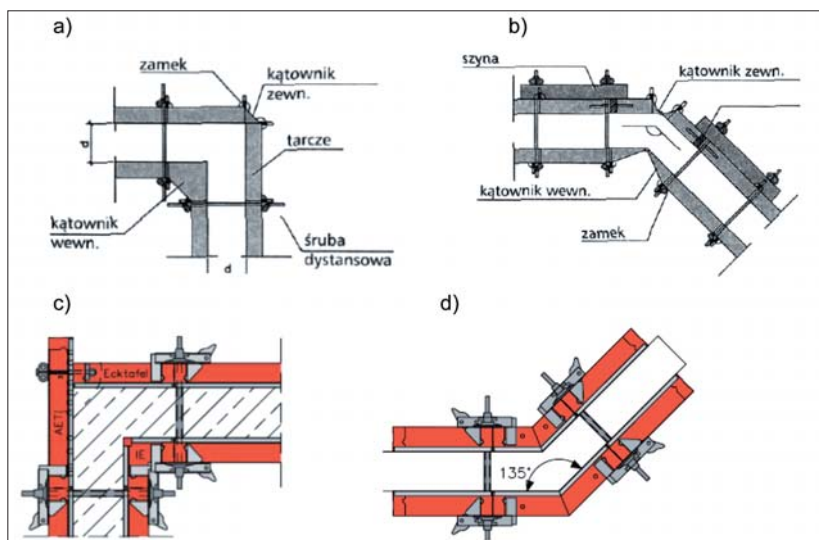 a)
zamek
kątownik
zewn.
d
tarcze
kątownik
wewn.
śruba
dystansowa
d
b)
szyna
kątownik zewn.
kątownik wewn.
zamek
c)
Ecktafel
AET
IE
d)
135°